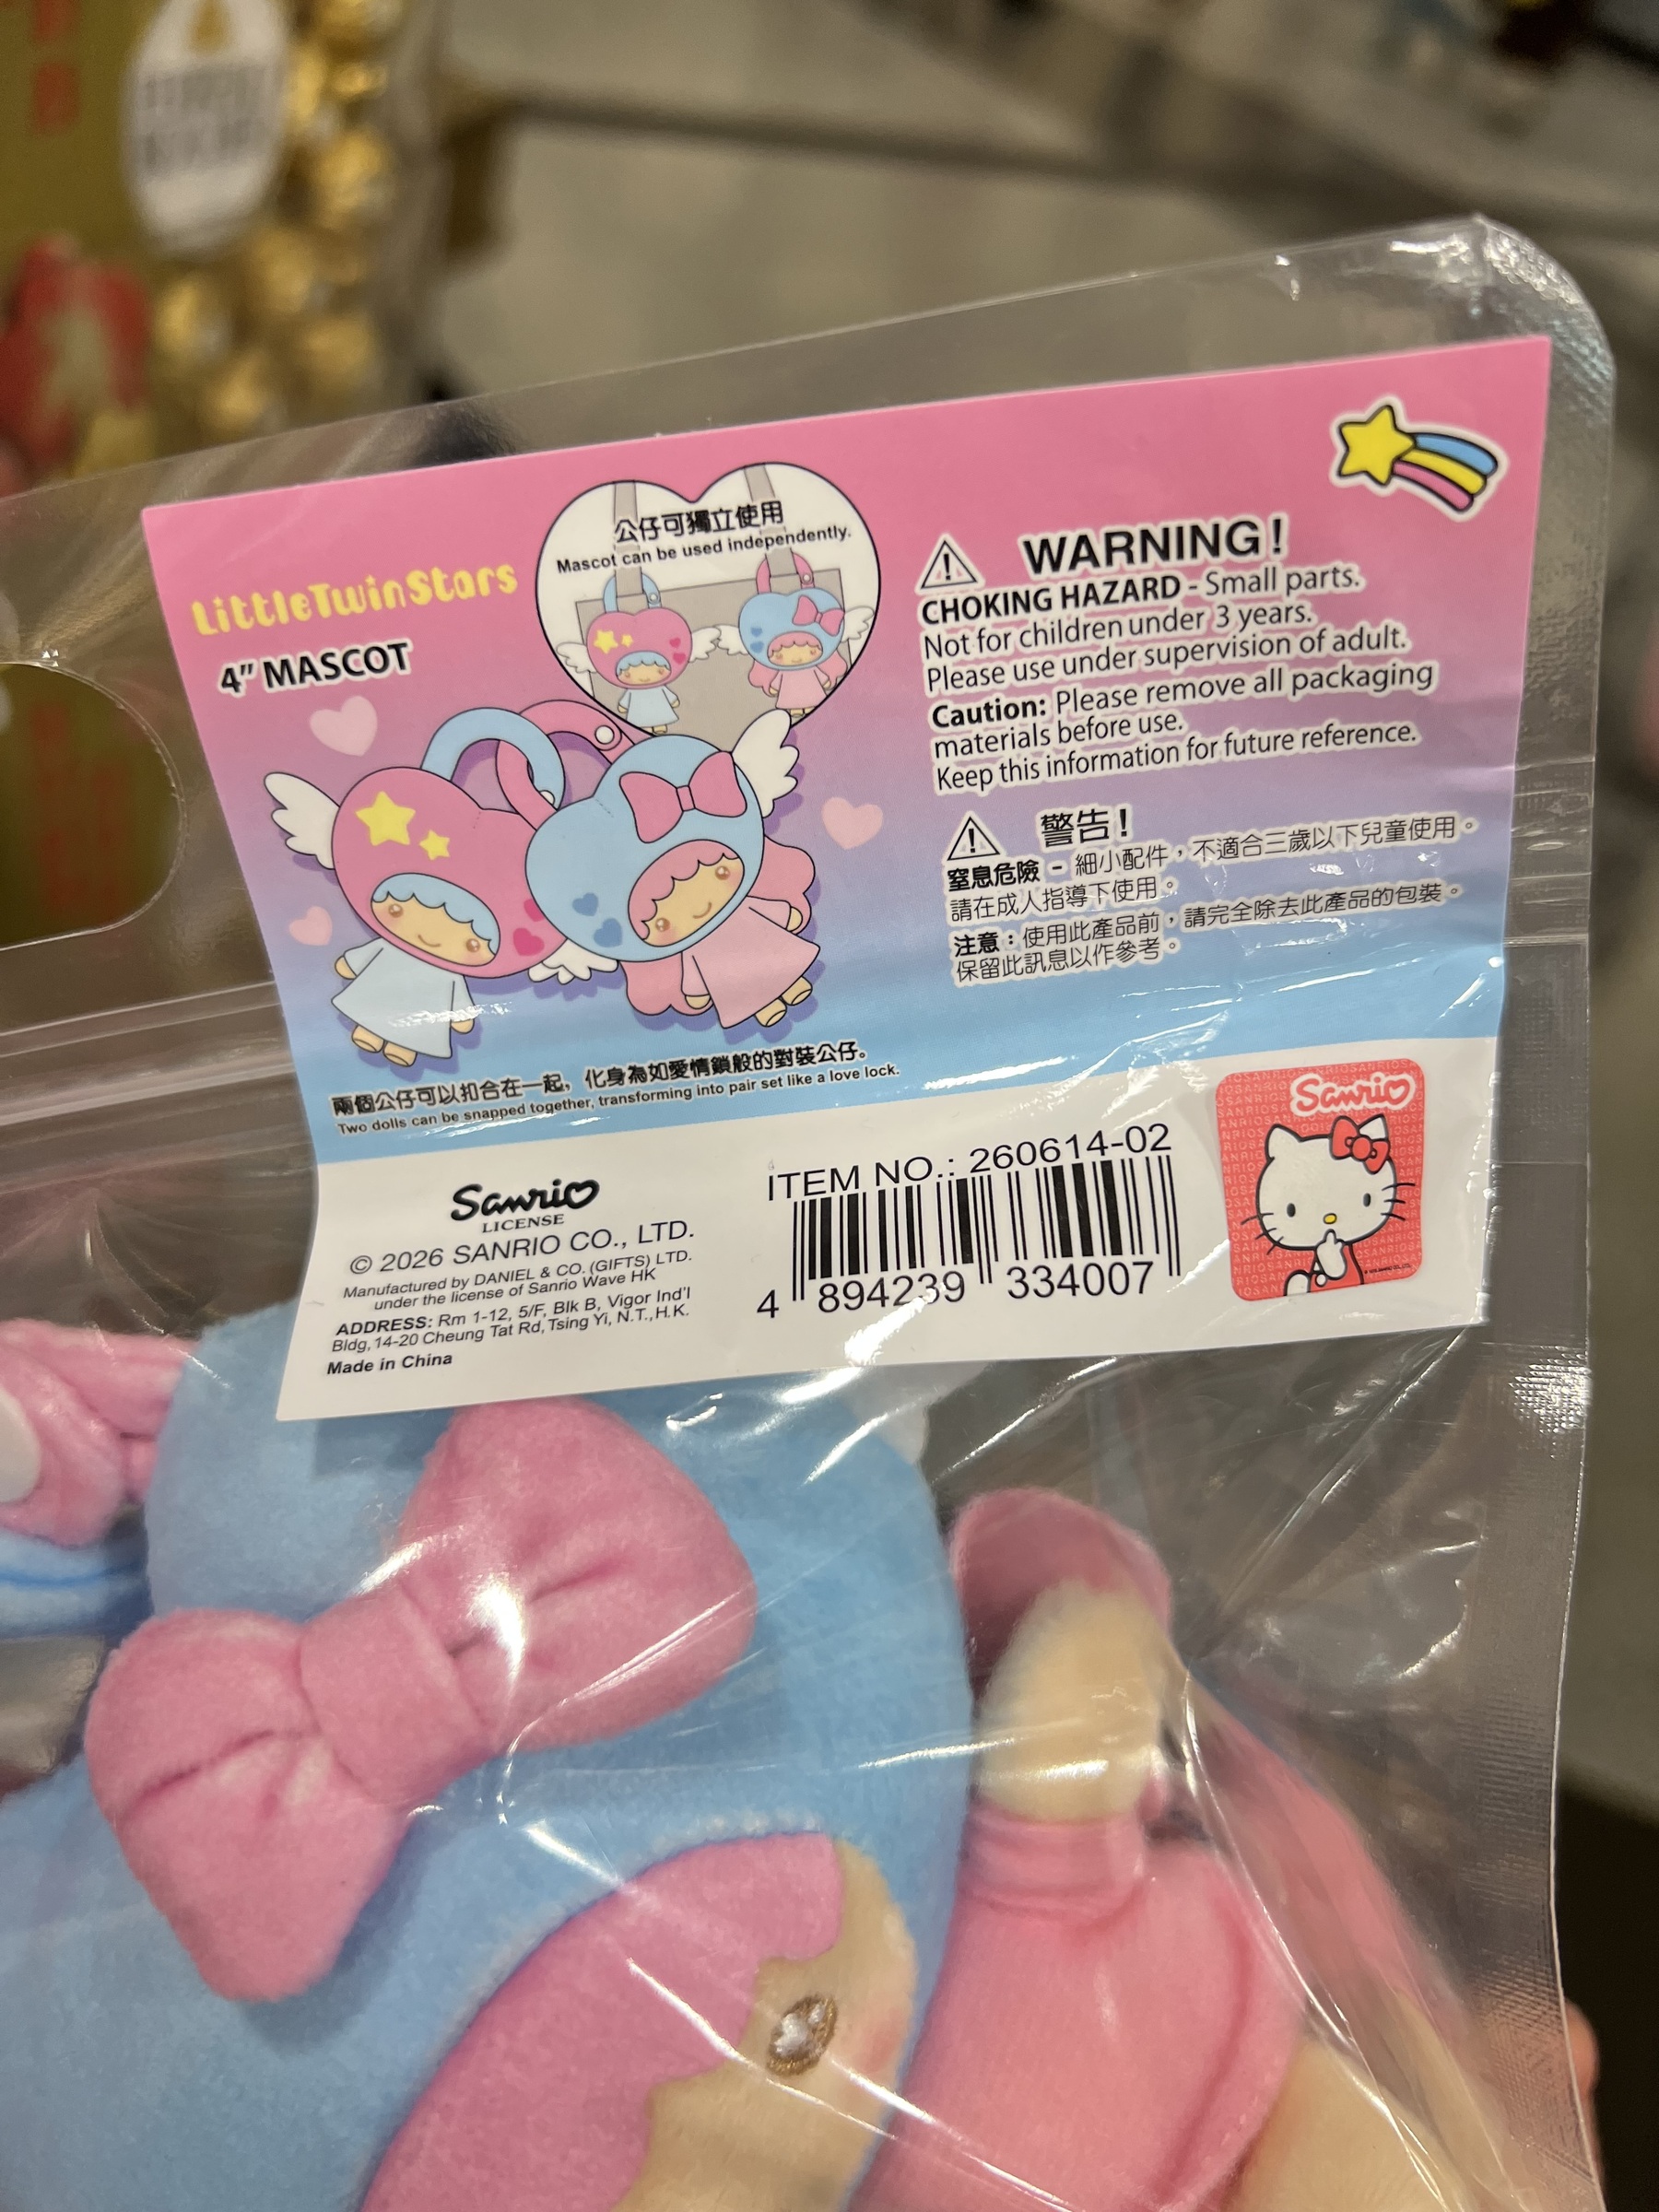 公仔可獨立使用
Mascot can be used independently.
LittleTwinStars
4" MASCOT
兩個公仔可以扣合在一起，化身為如愛情鎖般的對裝公仔。
Two dolls can be snapped together, transforming into pair set like a love lock.
WARNING!
CHOKING HAZARD - Small parts.
Not for children under 3 years.
Please use under supervision of adult.
Caution: Please remove all packaging
materials before use.
Keep this information for future reference.
警告！
窒息危險 - 細小配件，不適合三歲以下兒童使用。
請在成人指導下使用。
注意：使用此產品前，請完全除去此產品的包裝。
保留此訊息以作參考。
Sanrio
LICENSE
© 2026 SANRIO CO., LTD.
Manufactured by DANIEL & CO. (GIFTS) LTD.
under the license of Sanrio Wave HK
ADDRESS: Rm 1-12, 5/F, Blk B, Vigor Ind'l
Bldg, 14-20 Cheung Tat Rd, Tsing Yi, N.T., H.K.
Made in China
ITEM NO.: 260614-02
4 894239 334007
Sanrio